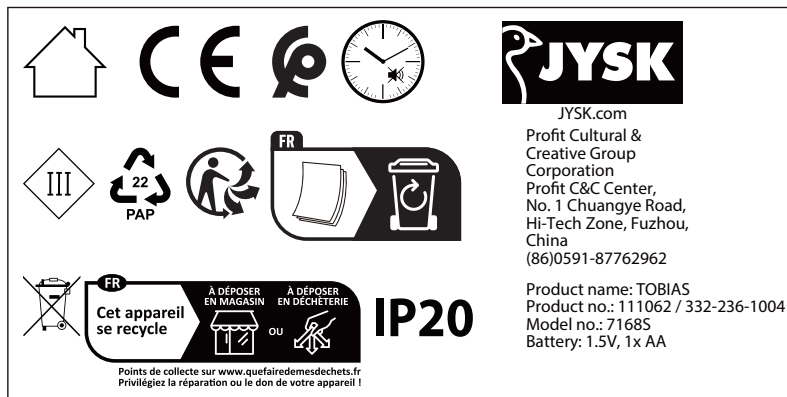 CE
JYSK
JYSK.com
Profit Cultural &
Creative Group
Corporation
Profit C&C Center,
No. 1 Chuangye Road,
Hi-Tech Zone, Fuzhou,
China
(86)0591-87762962
Product name: TOBIAS
Product no.: 111062 / 332-236-1004
Model no.: 7168S
Battery: 1.5V, 1x AA
III
22
PAP
FR
FR
Cet appareil
se recycle
À DÉPOSER
EN MAGASIN
OU
À DÉPOSER
EN DÉCHÈTERIE
IP20
Points de collecte sur www.quefairedemesdechets.fr
Privilégiez la réparation ou le don de votre appareil !